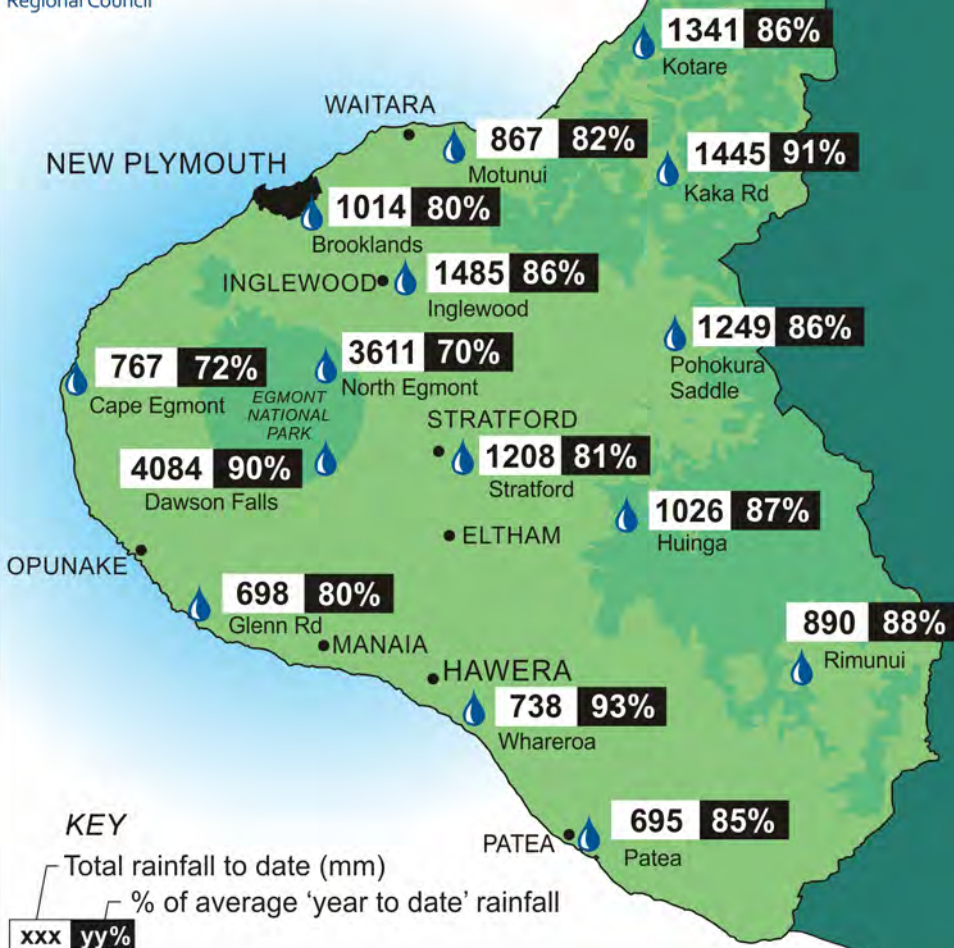 Regional Council
1341 86%
Kotare
WAITARA
867 82%
Motunui
1445 91%
Kaka Rd
NEW PLYMOUTH
1014 80%
Brooklands
INGLEWOOD
1485 86%
Inglewood
1249 86%
Pohokura
Saddle
3611 70%
North Egmont
767 72%
Cape Egmont
EGMONT
NATIONAL
PARK
STRATFORD
1208 81%
Stratford
4084 90%
Dawson Falls
1026 87%
Huinga
ELTHAM
OPUNAKE
698 80%
Glenn Rd
890 88%
Rimunui
MANAIA
HAWERA
738 93%
Whareroa
695 85%
Patea
PATEA
KEY
Total rainfall to date (mm)
% of average ‘year to date’ rainfall
xxx yy%